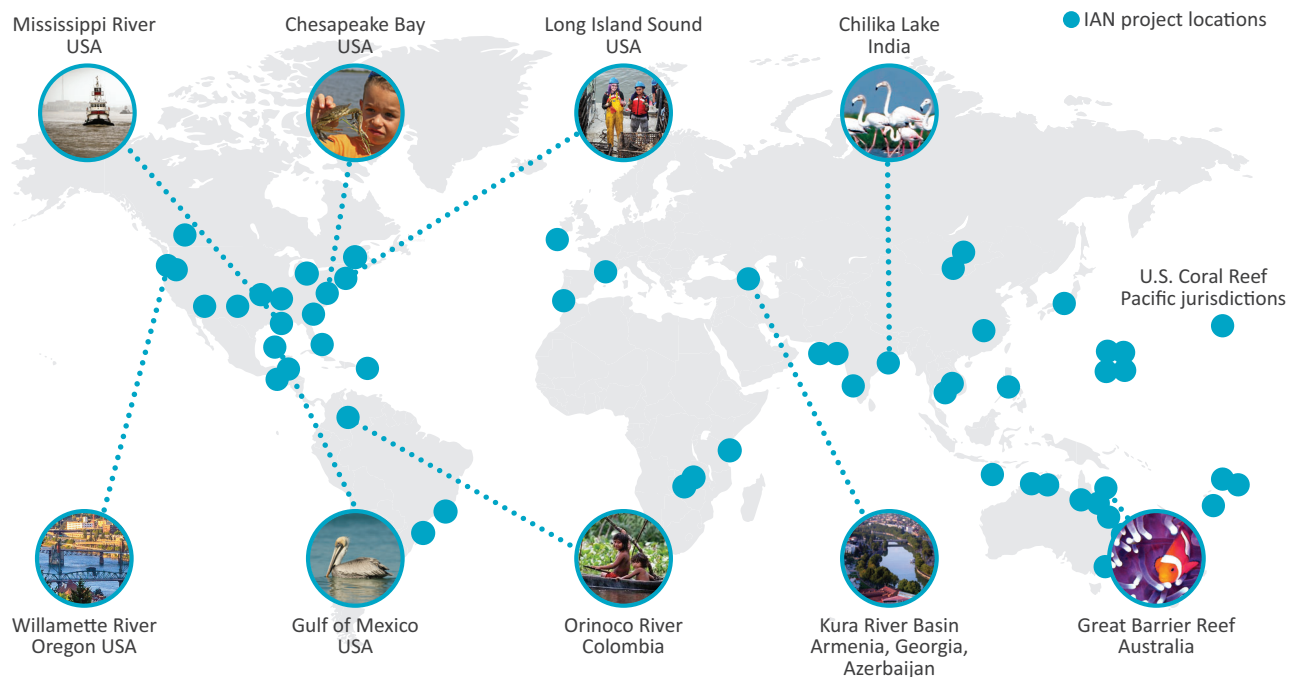 Mississippi River
USA
Chesapeake Bay
USA
Long Island Sound
USA
Chilika Lake
India
IAN project locations
U.S. Coral Reef
Pacific jurisdictions
Willamette River
Oregon USA
Gulf of Mexico
USA
Orinoco River
Colombia
Kura River Basin
Armenia, Georgia,
Azerbaijan
Great Barrier Reef
Australia